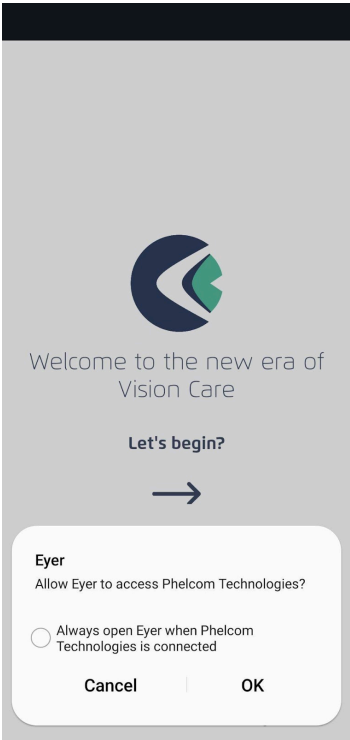 Welcome to the new era of
Vision Care
Let's begin?
Eyer
Allow Eyer to access Phelcom Technologies?
Always open Eyer when Phelcom
Technologies is connected
Cancel
OK